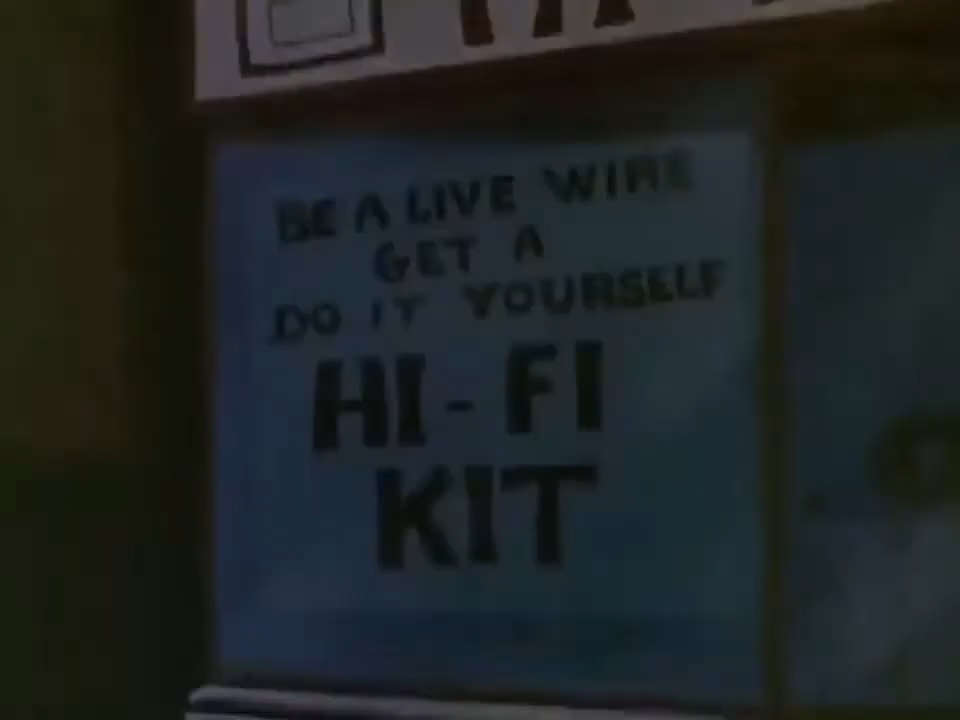 BE A LIVE WIRE
GET A
DO IT YOURSELF
HI-FI
KIT